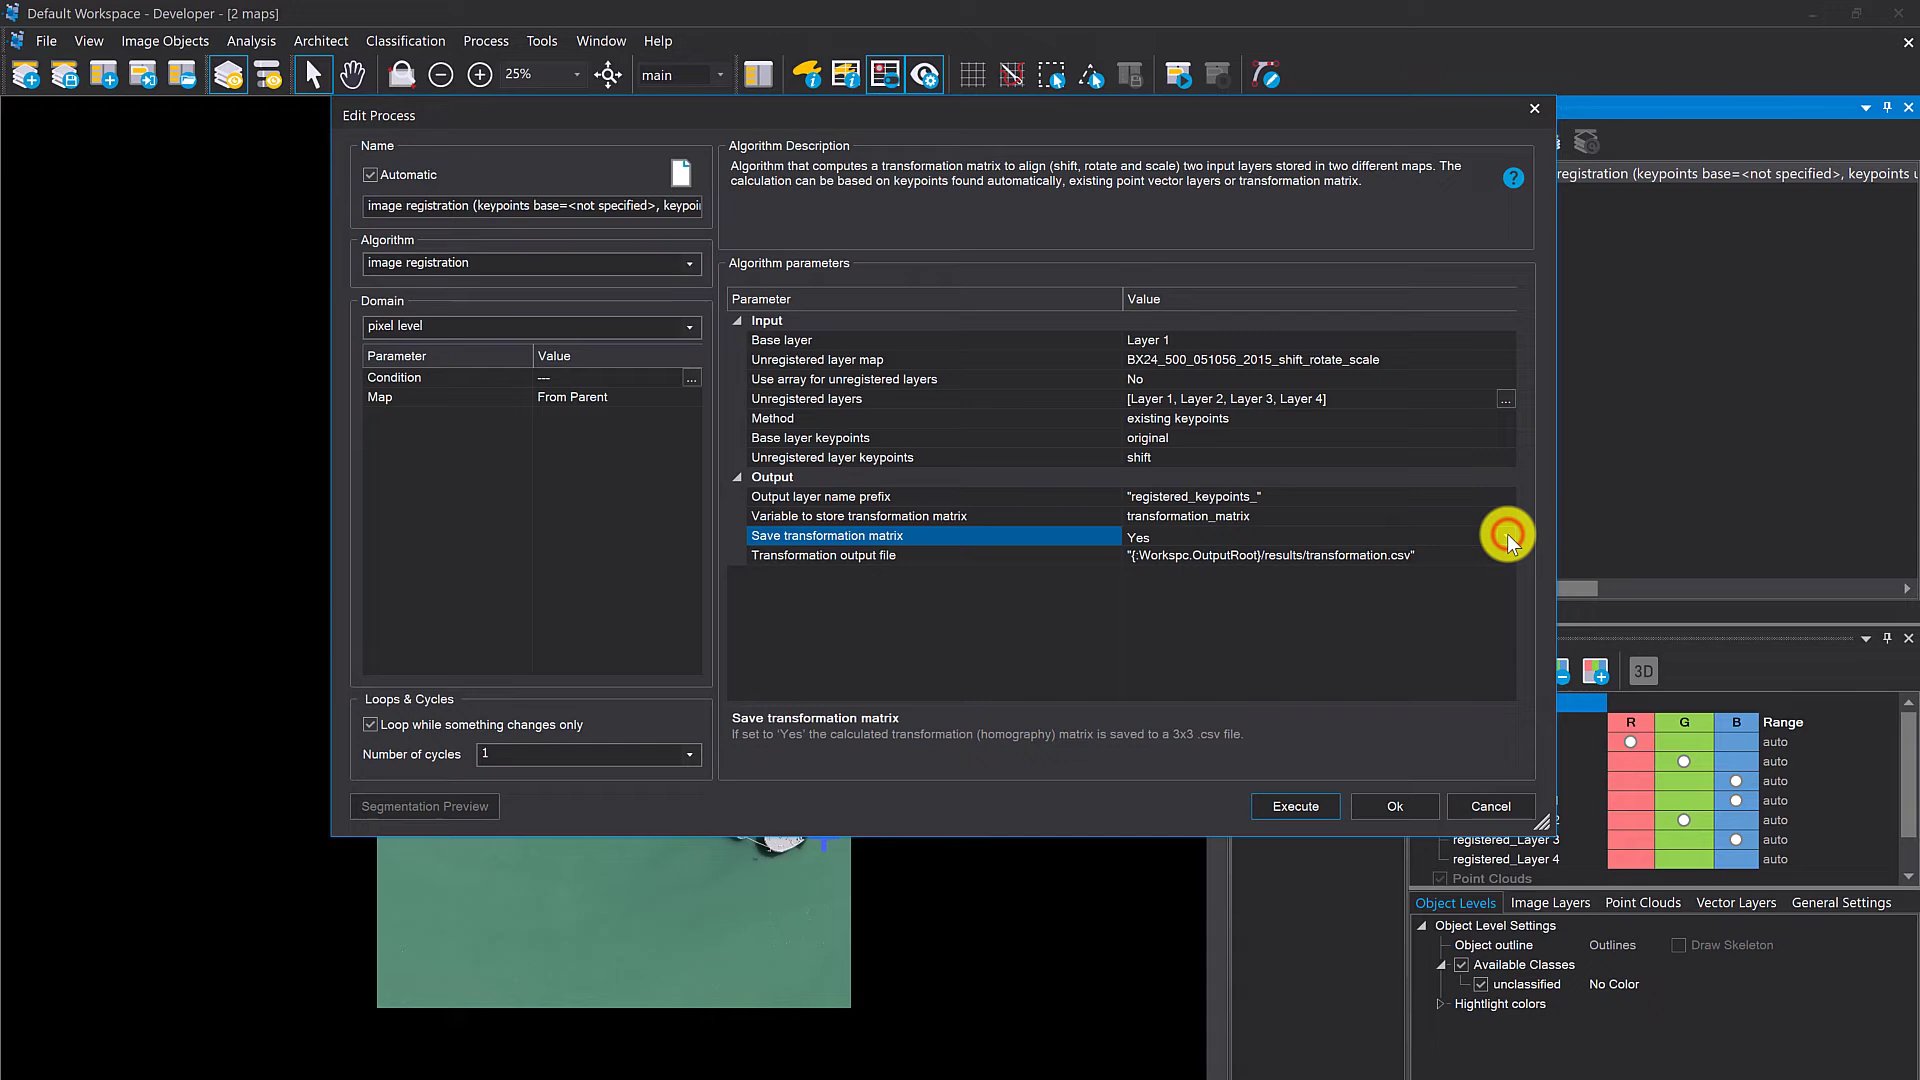 Default Workspace - Developer - [2 maps]
File View Image Objects Analysis Architect Classification Process Tools Window Help
25% main
Edit Process
Name
Automatic
image registration (keypoints base=<not specified>, keypoi
Algorithm
image registration
Domain
pixel level
Parameter Value
Condition ---
...
Map From Parent
Loops & Cycles
Loop while something changes only
Number of cycles 1
Segmentation Preview
Algorithm Description
Algorithm that computes a transformation matrix to align (shift, rotate and scale) two input layers stored in two different maps. The
calculation can be based on keypoints found automatically, existing point vector layers or transformation matrix.
?
Algorithm parameters
Parameter Value
Input
Base layer Layer 1
Unregistered layer map BX24_500_051056_2015_shift_rotate_scale
Use array for unregistered layers No
Unregistered layers [Layer 1, Layer 2, Layer 3, Layer 4] ...
Method existing keypoints
Base layer keypoints original
Unregistered layer keypoints shift
Output
Output layer name prefix "registered_keypoints_"
Variable to store transformation matrix transformation_matrix
Save transformation matrix Yes
Transformation output file "{:Workspc.OutputRoot}/results/transformation.csv"
Save transformation matrix
If set to 'Yes' the calculated transformation (homography) matrix is saved to a 3x3 .csv file.
Execute Ok Cancel
registration (keypoints base=<not specified>, keypoints u
3D
R G B Range
auto
auto
auto
auto
auto
registered_Layer 3 auto
registered_Layer 4 auto
Point Clouds
Object Levels Image Layers Point Clouds Vector Layers General Settings
Object Level Settings
Object outline Outlines Draw Skeleton
Available Classes
unclassified No Color
Highlight colors